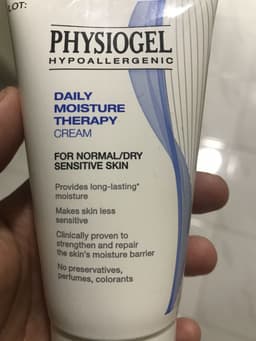 LOT:
PHYSIOGEL
HYPOALLERGENIC
DAILY
MOISTURE
THERAPY
CREAM
FOR NORMAL/DRY
SENSITIVE SKIN
Provides long-lasting*
moisture
Makes skin less
sensitive
Clinically proven to
strengthen and repair
the skin's moisture barrier
No preservatives,
perfumes, colorants